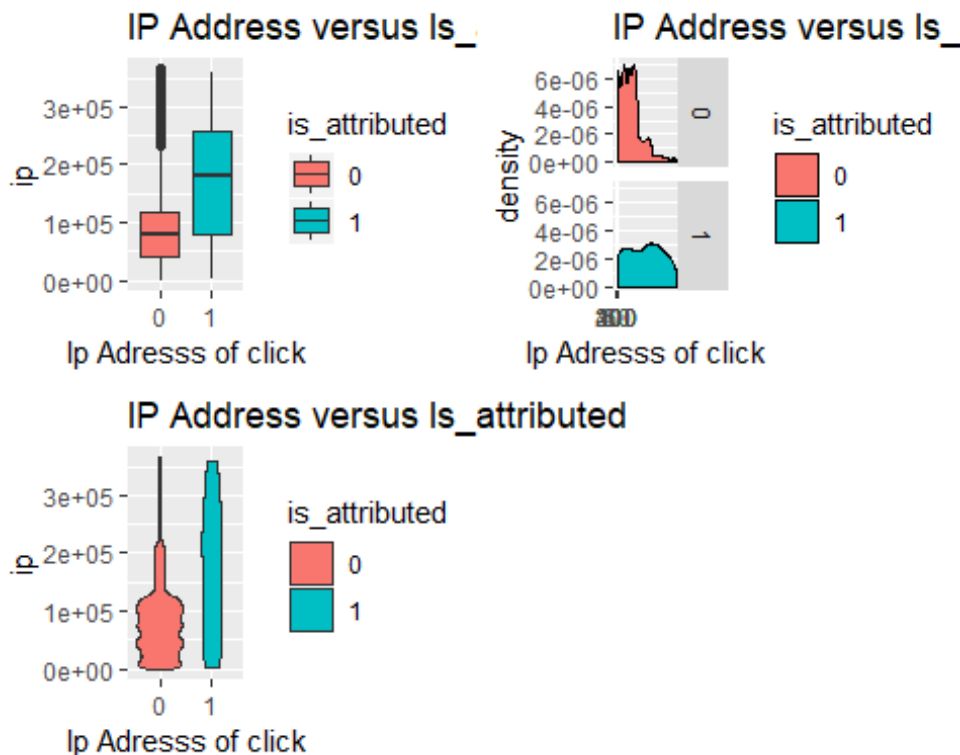 IP Address versus Is_
ip
3e+05
2e+05
1e+05
0e+00
0
1
Ip Adresss of click
is_attributed
0
1
IP Address versus Is_
density
6e-06
4e-06
2e-06
0e+00
0
6e-06
4e-06
2e-06
0e+00
1
Ip Adresss of click
is_attributed
0
1
IP Address versus Is_attributed
ip
3e+05
2e+05
1e+05
0e+00
0
1
Ip Adresss of click
is_attributed
0
1